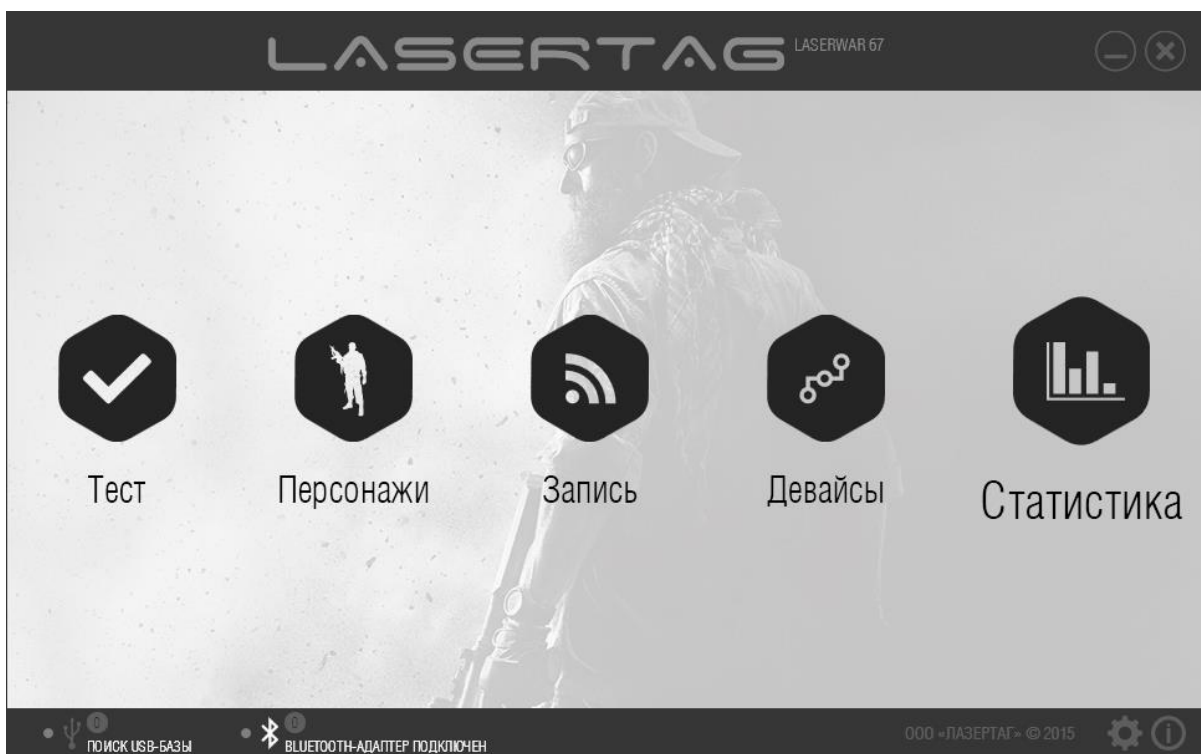 LASERTAG LASERWAR 67
Тест Персонажи Запись Девайсы Статистика
0 0
ПОИСК USB-БАЗЫ BLUETOOTH-АДАПТЕР ПОДКЛЮЧЕН ООО «ЛАЗЕРТАГ» © 2015